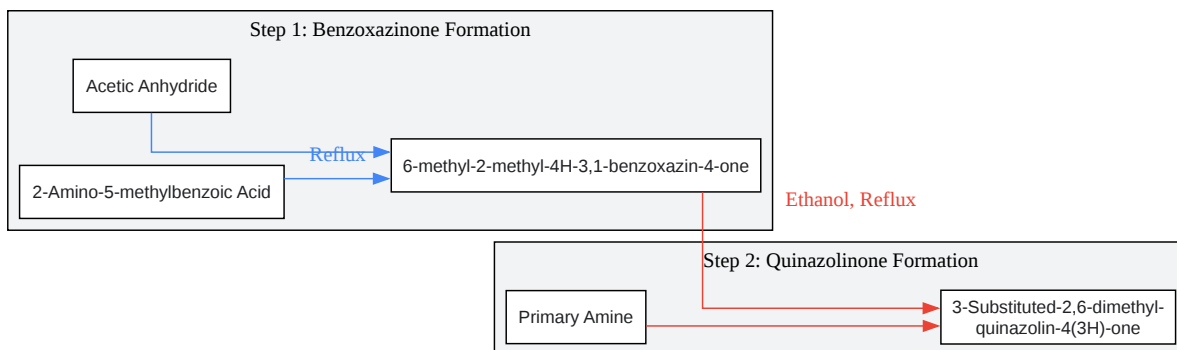 Step 1: Benzoxazinone Formation
Acetic Anhydride
Reflux
2-Amino-5-methylbenzoic Acid
6-methyl-2-methyl-4H-3,1-benzoxazin-4-one
Ethanol, Reflux
Step 2: Quinazolinone Formation
Primary Amine
3-Substituted-2,6-dimethyl-
quinazolin-4(3H)-one